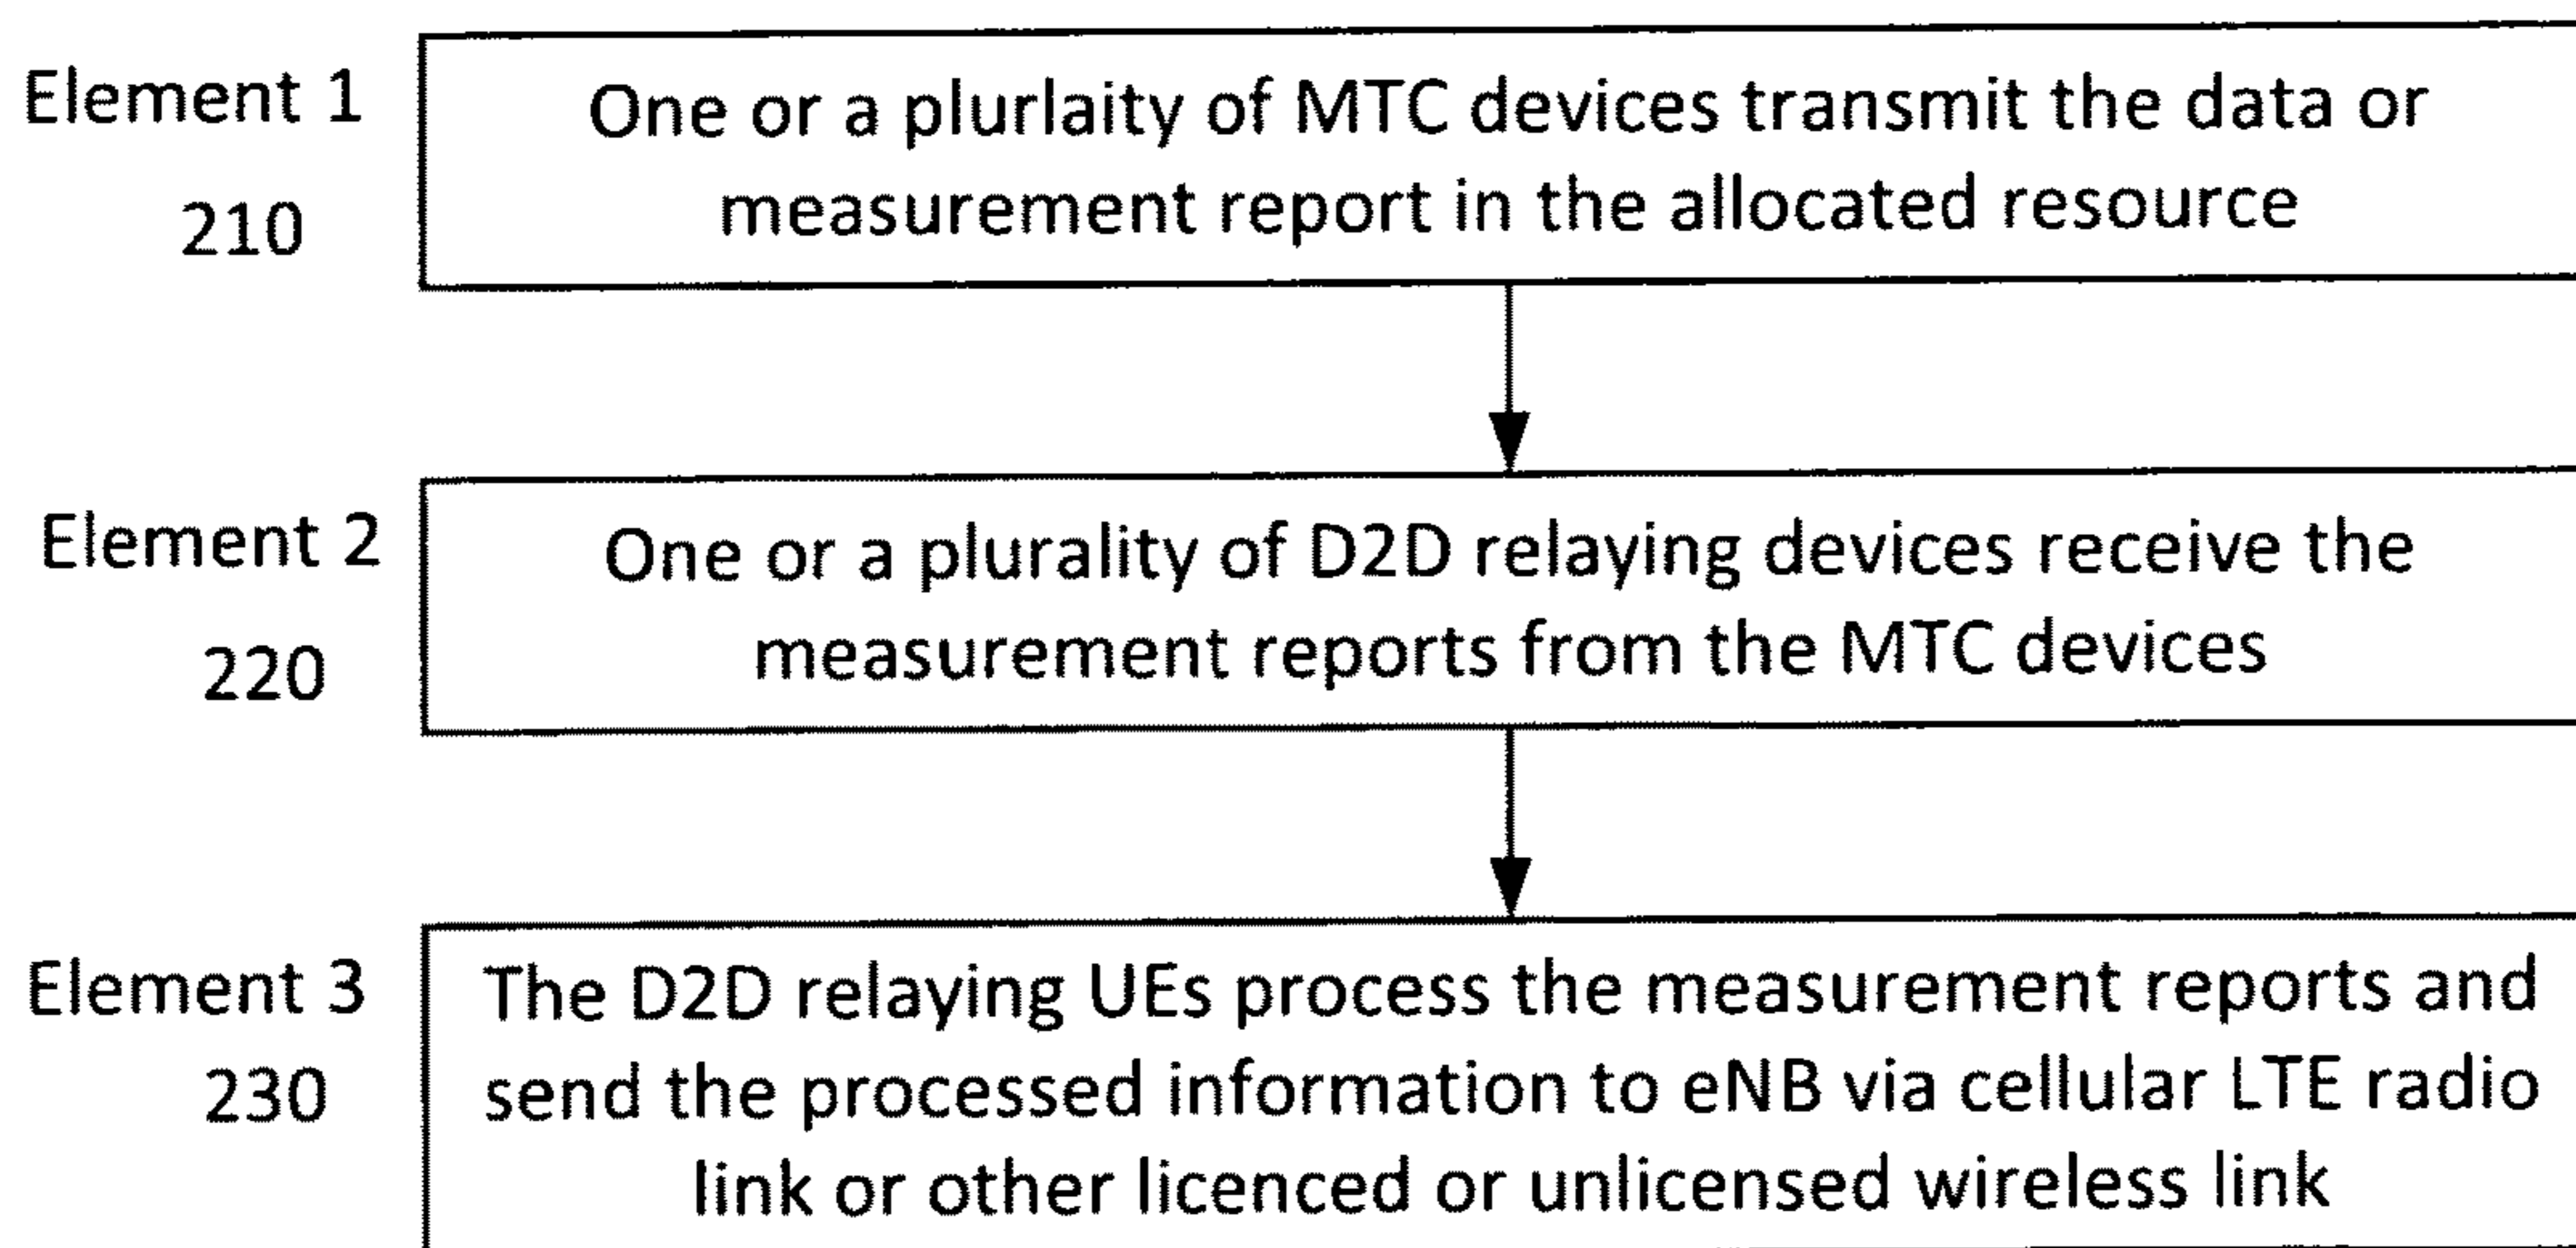 Element 1
210
One or a plurlaity of MTC devices transmit the data or
measurement report in the allocated resource
Element 2
220
One or a plurality of D2D relaying devices receive the
measurement reports from the MTC devices
Element 3
230
The D2D relaying UEs process the measurement reports and
send the processed information to eNB via cellular LTE radio
link or other licenced or unlicensed wireless link